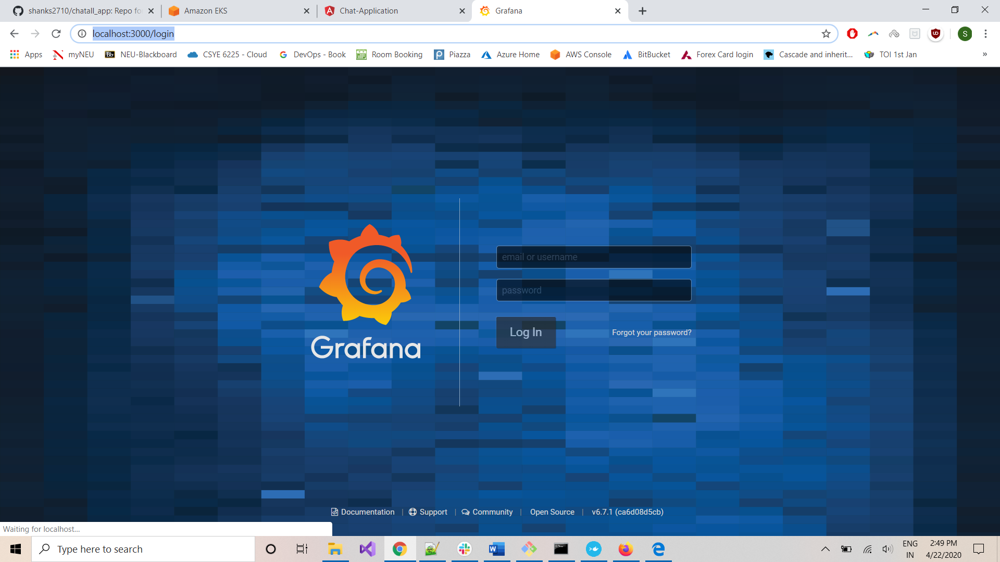 shanks2710/chatall_app: Repo fo
Amazon EKS
Chat-Application
Grafana
localhost:3000/login
S
Apps
myNEU
Bb
NEU-Blackboard
CSYE 6225 - Cloud
DevOps - Book
Room Booking
Piazza
Azure Home
AWS Console
BitBucket
Forex Card login
Cascade and inherit...
TOI 1st Jan
»
email or username
password
Log In
Forgot your password?
Grafana
Documentation | Support | Community | Open Source | v6.7.1 (ca6d08d5cb)
Waiting for localhost...
Type here to search
ENG
IN
2:49 PM
4/22/2020